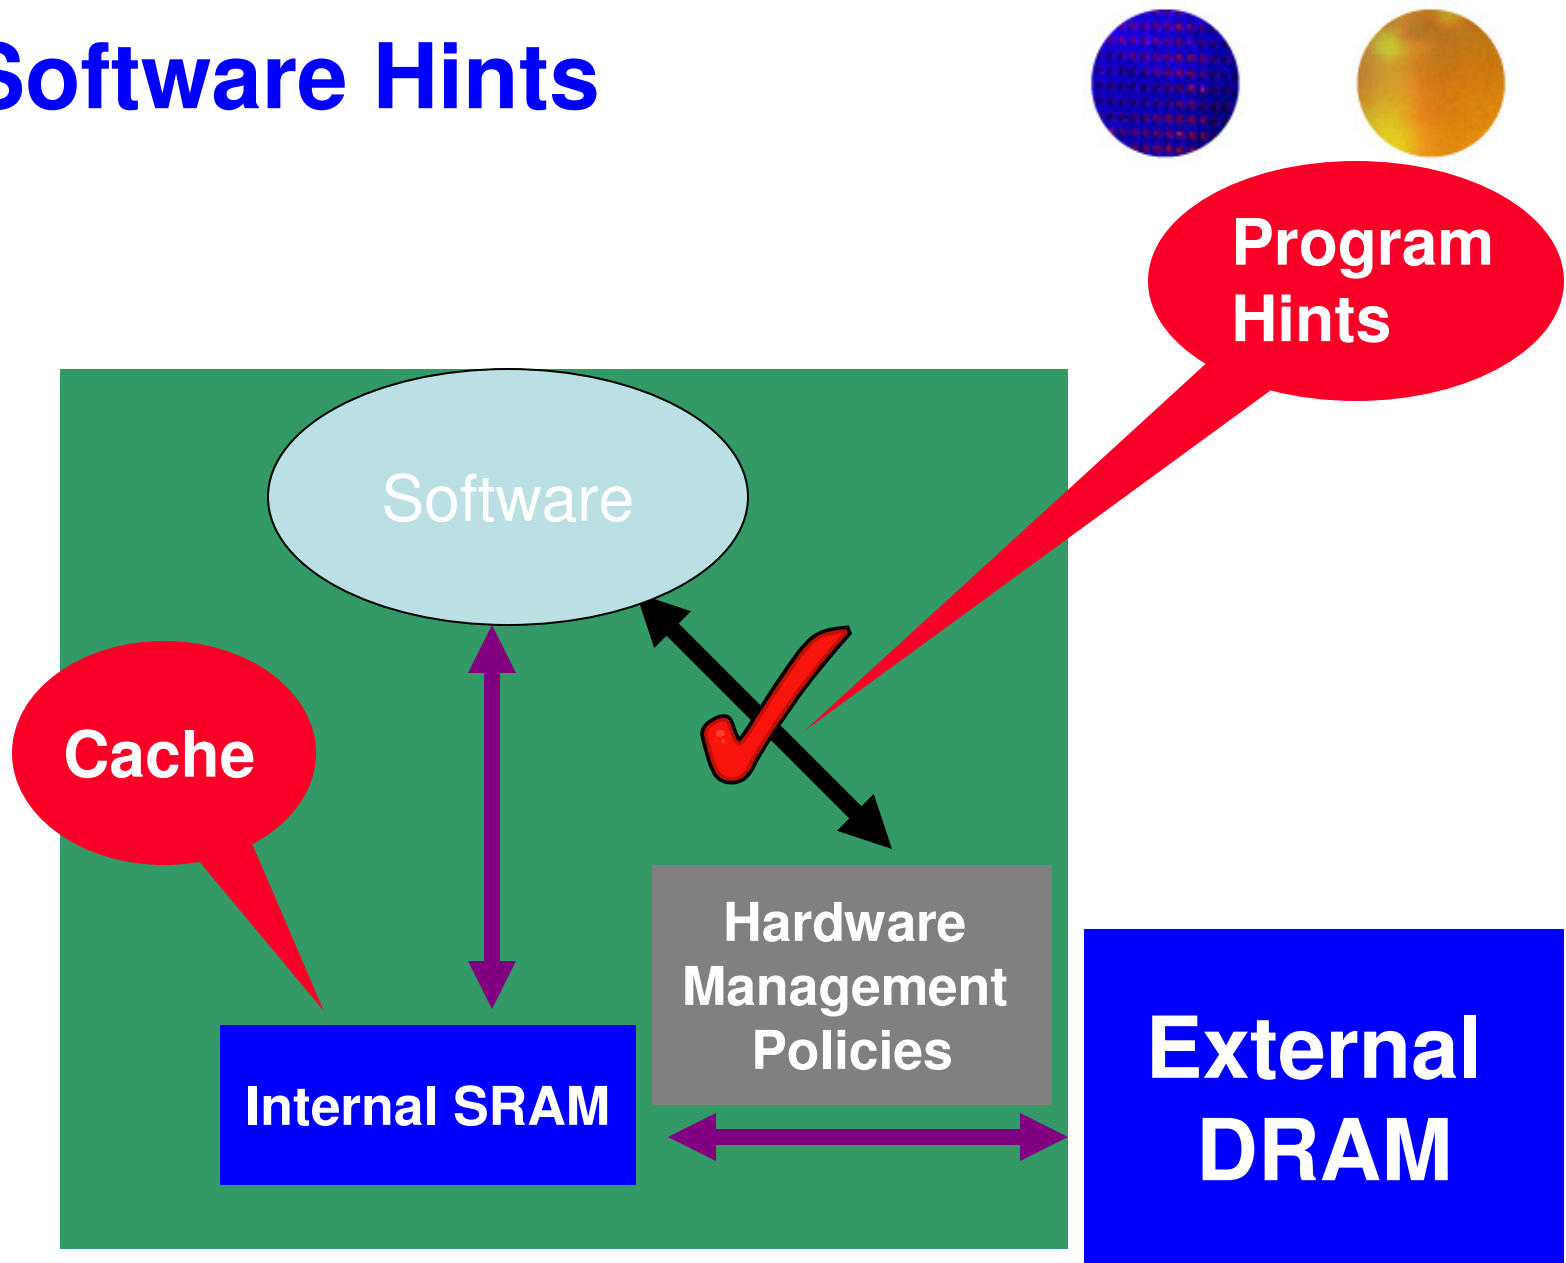 Software Hints
Program
Hints
Software
Cache
Hardware
Management
Policies
Internal SRAM
External
DRAM